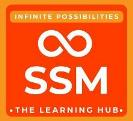 INFINITE POSSIBILITIES
SSM
•THE LEARNING HUB•